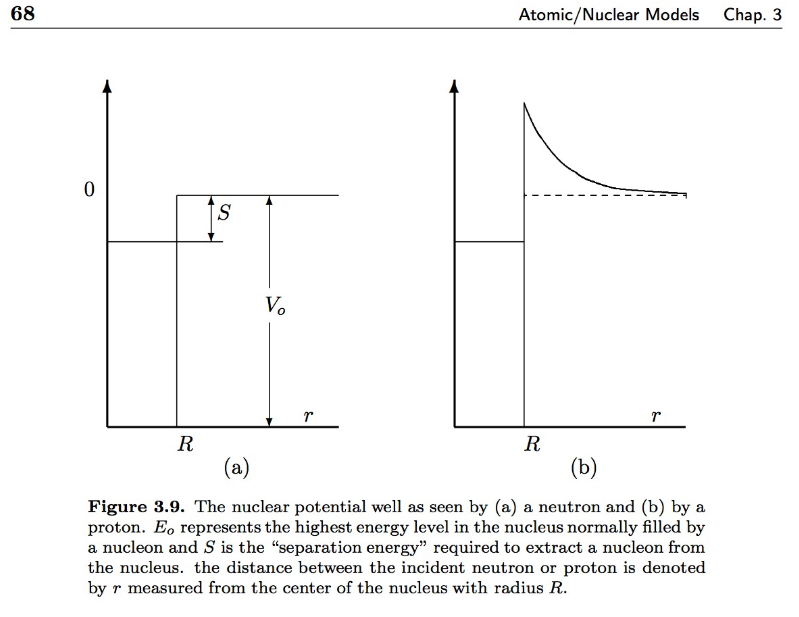 68 Atomic/Nuclear Models Chap. 3
0
S
Vo
r
r
R
R
(a)
(b)
Figure 3.9. The nuclear potential well as seen by (a) a neutron and (b) by a
proton. Eo represents the highest energy level in the nucleus normally filled by
a nucleon and S is the “separation energy” required to extract a nucleon from
the nucleus. the distance between the incident neutron or proton is denoted
by r measured from the center of the nucleus with radius R.